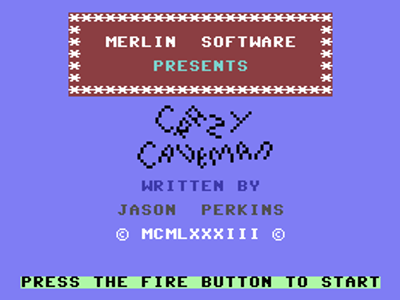 MERLIN SOFTWARE
PRESENTS
CRAZY
CAVEMAN
WRITTEN BY
JASON PERKINS
© MCMLXXXIII ©
PRESS THE FIRE BUTTON TO START